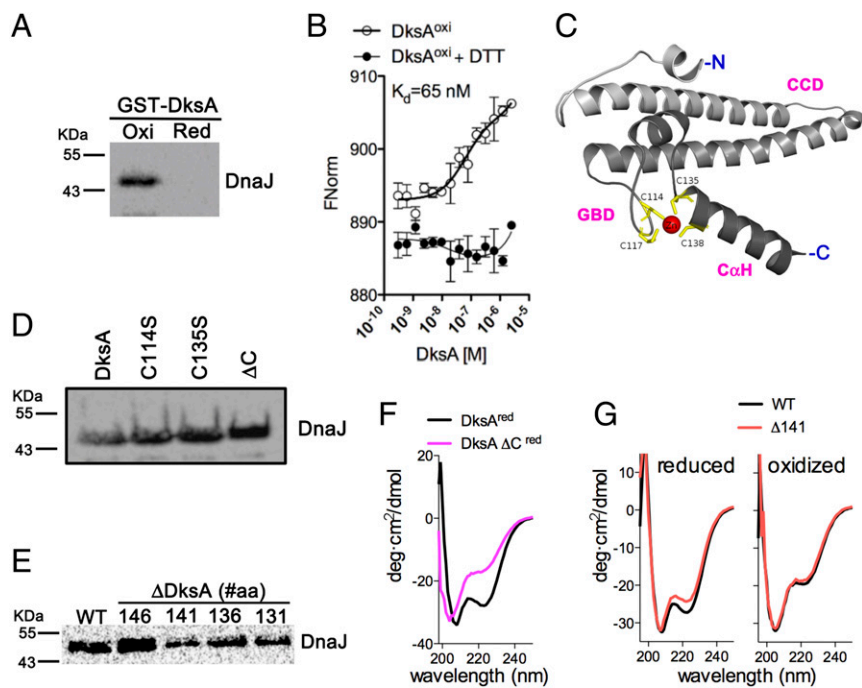 A
GST-DksA
Oxi Red
KDa
55
43
DnaJ
B
DksAᵒˣⁱ
DksAᵒˣⁱ + DTT
K_d=65 nM
910
900
890
880
FNorm
10⁻¹⁰ 10⁻⁹ 10⁻⁸ 10⁻⁷ 10⁻⁶ 10⁻⁵
DksA [M]
C
-N
CCD
C135
C114
GBD
C117
C138
CαH
-C
D
DksA C114S C135S ΔC
KDa
55
43
DnaJ
E
ΔDksA (#aa)
WT 146 141 136 131
KDa
55
43
DnaJ
F
DksAʳᵉᵈ
DksA ΔC ʳᵉᵈ
0
-20
-40
deg·cm²/dmol
200 220 240
wavelength (nm)
G
WT
Δ141
reduced oxidized
10
0
-10
-20
-30
deg·cm²/dmol
200 220 240 200 220 240
wavelength (nm)